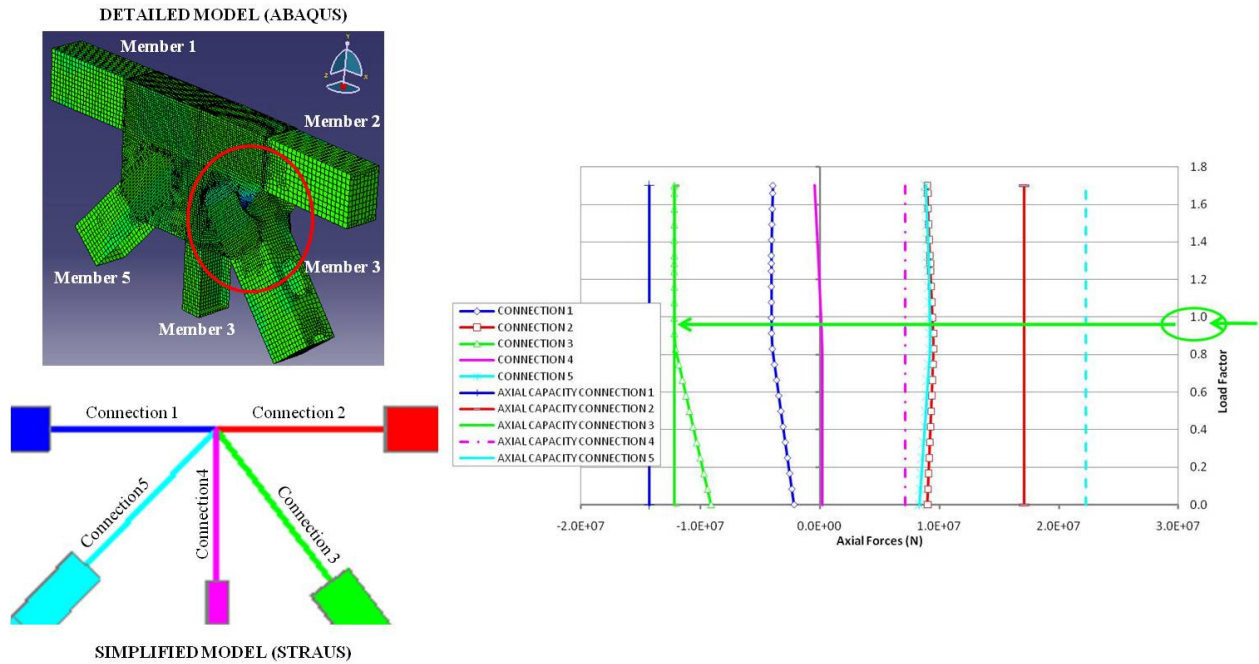 DETAILED MODEL (ABAQUS)
Member 1
Member 2
Member 3
Member 5
Member 3
Y
Z
X
Connection 1
Connection 2
Connection5
Connection4
Connection 3
SIMPLIFIED MODEL (STRAUS)
CONNECTION 1
CONNECTION 2
CONNECTION 3
CONNECTION 4
CONNECTION 5
AXIAL CAPACITY CONNECTION 1
AXIAL CAPACITY CONNECTION 2
AXIAL CAPACITY CONNECTION 3
AXIAL CAPACITY CONNECTION 4
AXIAL CAPACITY CONNECTION 5
1.8
1.6
1.4
1.2
1.0
0.8
0.6
0.4
0.2
0.0
Load Factor
-2.0E+07
-1.0E+07
0.0E+00
1.0E+07
2.0E+07
3.0E+07
Axial Forces (N)